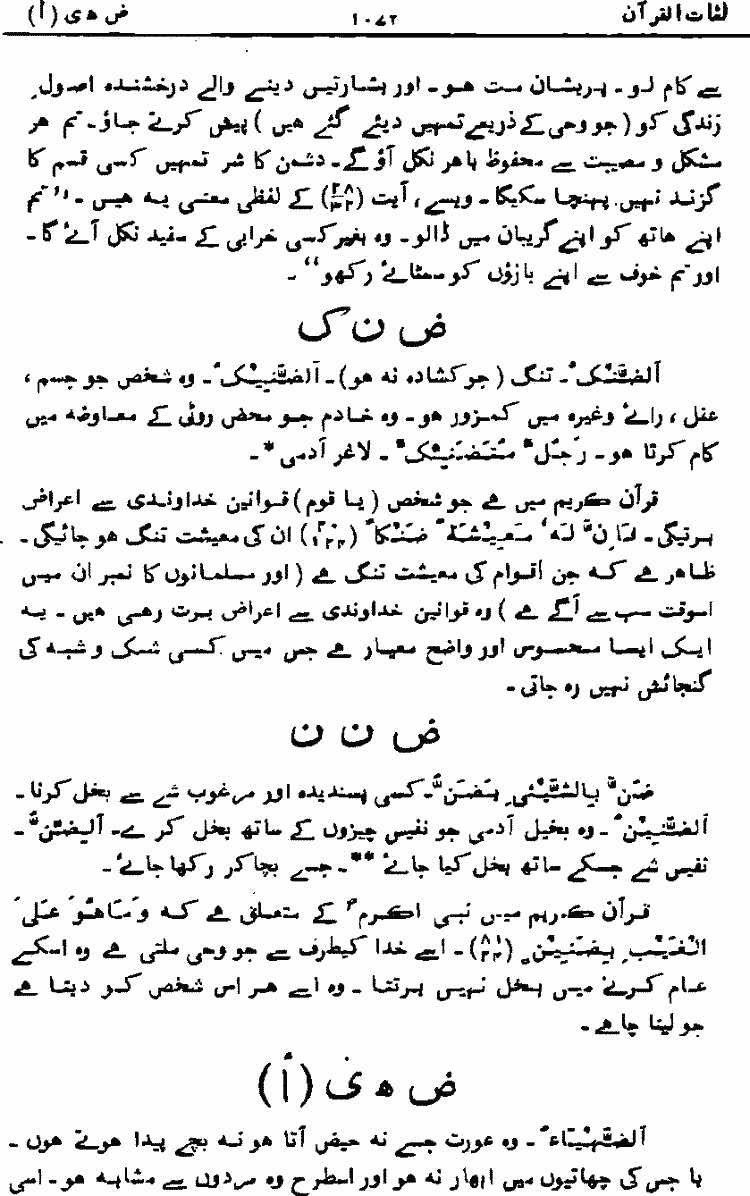 لغات القرآن ۱۰۷۲ ض ھ ی (أ)
سے کام لو۔ پریشان مت ہو۔ اور بشارتیں دینے والے درخشندہ اصول
زندگی کو (جو وحی کے ذریعے تمہیں دیئے گئے ہیں) پیش کرتے جاؤ۔ تم ہر
مشکل و مصیبت سے محفوظ باہر نکل آؤ گے۔ دشمن کا شر تمہیں کسی قسم کا
گزند نہیں پہنچا سکیگا۔ ویسے، آیت (۲۸/۳۲) کے لفظی معنی یہ ہیں۔ ''تم
اپنے ہاتھ کو اپنے گریبان میں ڈالو۔ وہ بغیر کسی خرابی کے سفید نکل آئے گا۔
اور تم خوف سے اپنے بازؤں کو سمٹائے رکھو''۔
ض ن ک
اَلضَّنْکُ۔ تنگ (جو کشادہ نہ ہو)۔ اَلضَّنِیْکُ۔ وہ شخص جو جسم،
عقل، رائے وغیرہ میں کمزور ہو۔ وہ خادم جو محض روٹی کے معاوضہ میں
کام کرتا ہو۔ رَجُلٌ مُتَضَنِّکٌ۔ لاغر آدمی*۔
قرآن کریم میں ہے جو شخص (یا قوم) قوانین خداوندی سے اعراض
برتیگی۔ فَاِنَّ لَہٗ مَعِیْشَۃً ضَنْکاً (۲۰/۱۲۴) ان کی معیشت تنگ ہو جائیگی۔
ظاہر ہے کہ جن اقوام کی معیشت تنگ ہے (اور مسلمانوں کا نمبر ان میں
اسوقت سب سے آگے ہے) وہ قوانین خداوندی سے اعراض برت رہی ہیں۔ یہ
ایک ایسا محسوس اور واضح معیار ہے جس میں کسی شک و شبہ کی
گنجائش نہیں رہ جاتی۔
ض ن ن
ضَنَّ بِالشَّیْئِی یَضَنُّ۔ کسی پسندیدہ اور مرغوب شے سے بخل کرنا۔
اَلضَّنِیْنُ۔ وہ بخیل آدمی جو نفیس چیزوں کے ساتھ بخل کرے۔ اَلضِّنُّ۔
نفیس شے جسکے ساتھ بخل کیا جائے**۔ جسے بچا کر رکھا جائے۔
قرآن کریم میں نبی اکرمؐ کے متعلق ہے کہ وَمَاھُوَ عَلَی
الْغَیْبِ بِضَنِیْنٍ (۸۱/۲۴)۔ اسے خدا کیطرف سے جو وحی ملتی ہے وہ اسکے
عام کرنے میں بخل نہیں برتتا۔ وہ اسے ہر اس شخص کو دیتا ہے
جو لینا چاہے۔
ض ھ ی (أ)
اَلضَّھْیَاءُ۔ وہ عورت جسے نہ حیض آتا ہو نہ بچے پیدا ہوتے ہوں۔
یا جس کی چھاتیوں میں ابھار نہ ہو اور اسطرح وہ مردوں سے مشابہ ہو۔ اسی